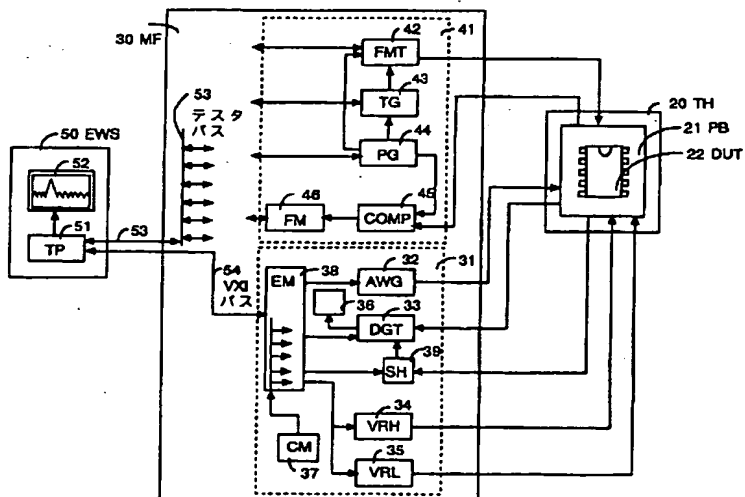 30 MF
42
FMT
41
43
TG
44
PG
45
COMP
46
FM
53
テスタ
バス
50 EWS
52
51
TP
53
54
VXI
バス
20 TH
21 PB
22 DUT
38
EM
32
AWG
31
36
33
DGT
39
SH
34
VRH
CM
37
35
VRL